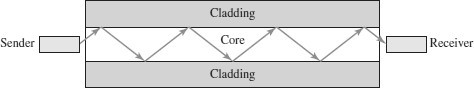 Cladding
Sender
Core
Receiver
Cladding